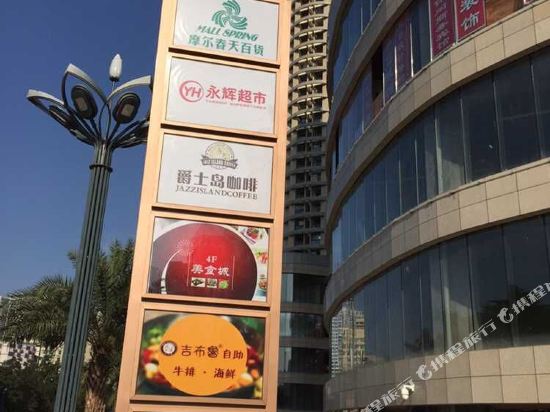 MALL SPRING
摩尔春天百货
YH 永辉超市
YONGHUI SUPERSTORES
爵士岛咖啡
JAZZISLANDCOFFEE
4F
美食城
吉布鲁 自助
牛排·海鲜
装饰
@携程旅行